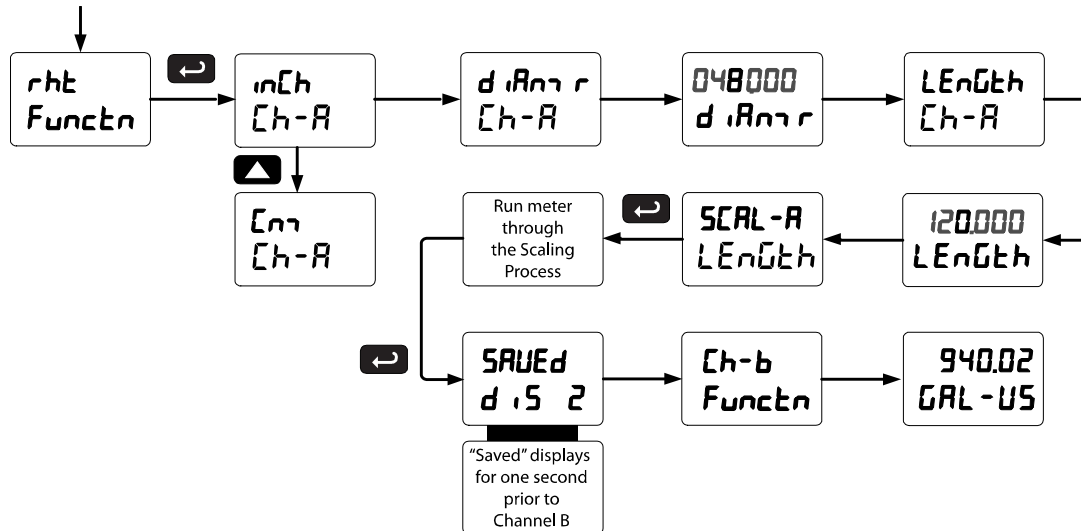 rht
Functn
inCh
Ch-A
diAm r
Ch-A
048.000
diAmr
LEnGth
Ch-A
Cm
Ch-A
Run meter
through
the Scaling
Process
SCAL-A
LEnGth
120.000
LEnGth
SAVEd
diS 2
Ch-b
Functn
940.02
GAL-US
"Saved" displays
for one second
prior to
Channel B